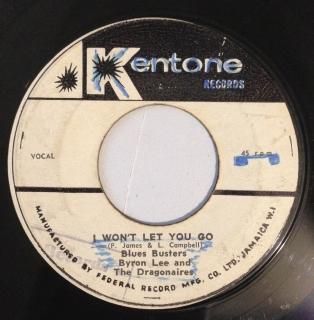 Kentone
RECORDS
VOCAL
45 rpm
I WON'T LET YOU GO
(F. James & L. Campbell)
Blues Busters
Byron Lee and
The Dragonaires
MANUFACTURED BY FEDERAL RECORD MFG. CO. LTD. JAMAICA W.I